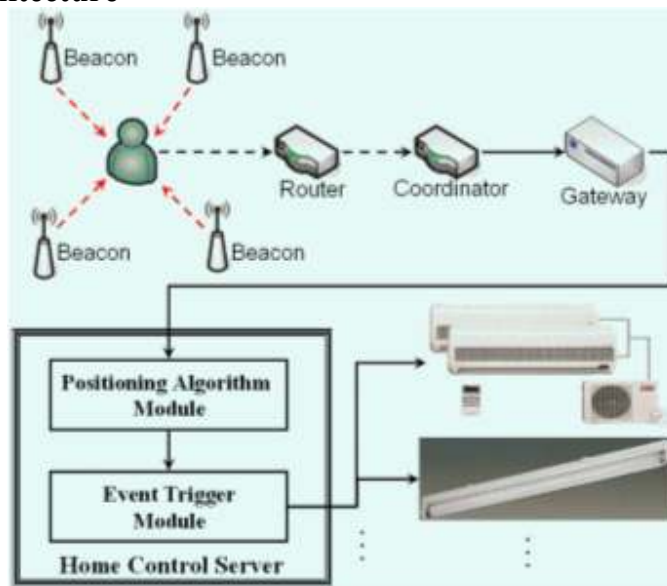 Beacon
Beacon
Router
Coordinator
Gateway
Beacon
Beacon
Positioning Algorithm
Module
Event Trigger
Module
Home Control Server